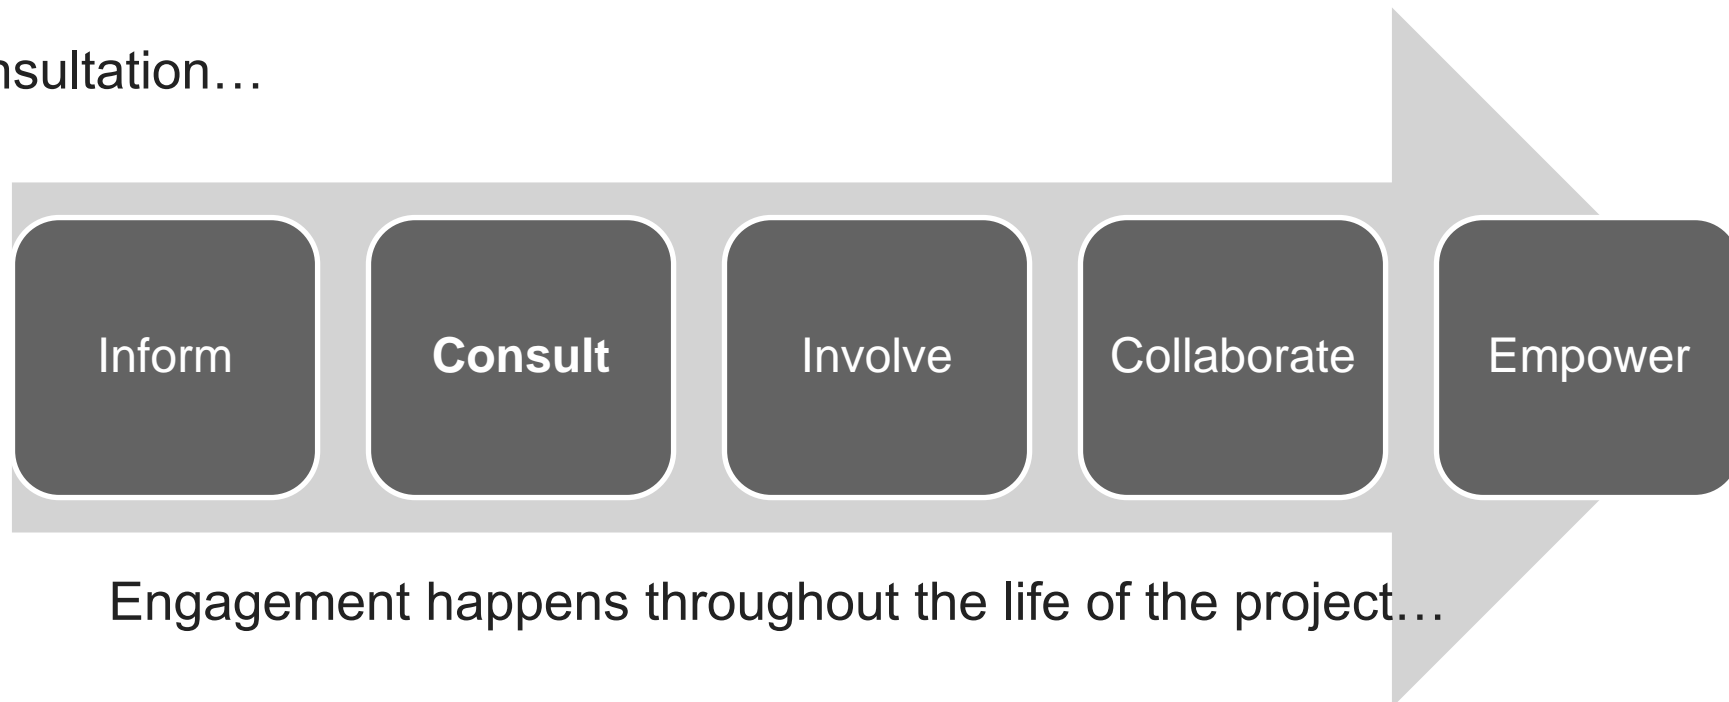 nsultation…
Inform
Consult
Involve
Collaborate
Empower
Engagement happens throughout the life of the project…